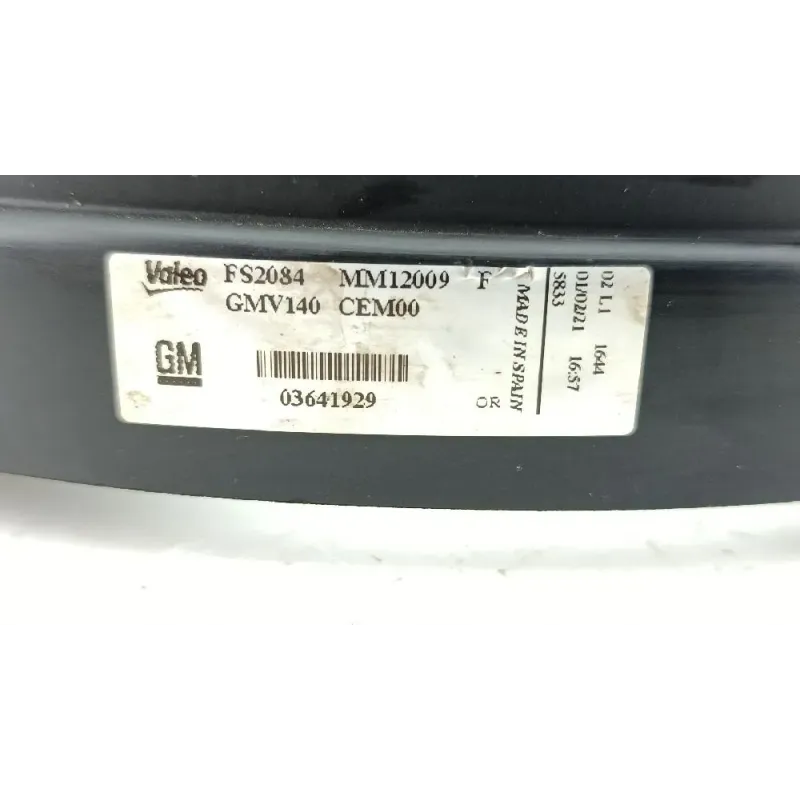 Valeo FS2084 MM12009 F
GMV140 CEM00
GM
03641929
OR
MADE IN SPAIN
02 L1 1644
01/02/21 16:57
S833